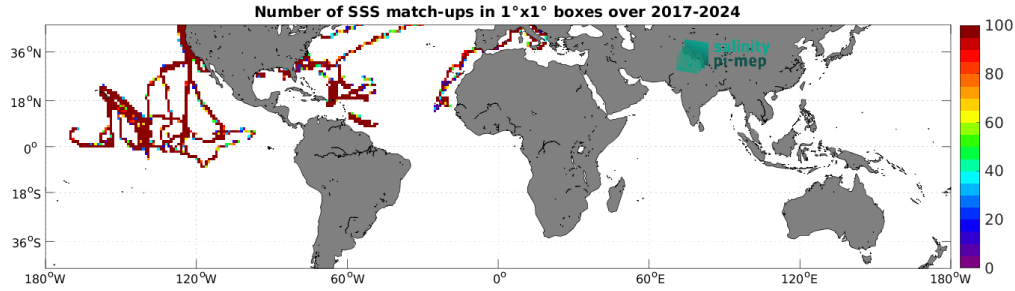 Number of SSS match-ups in 1°x1° boxes over 2017-2024
36°N
18°N
0°
18°S
36°S
180°W
120°W
60°W
0°
60°E
120°E
180°W
salinity
pi-mep
100
80
60
40
20
0